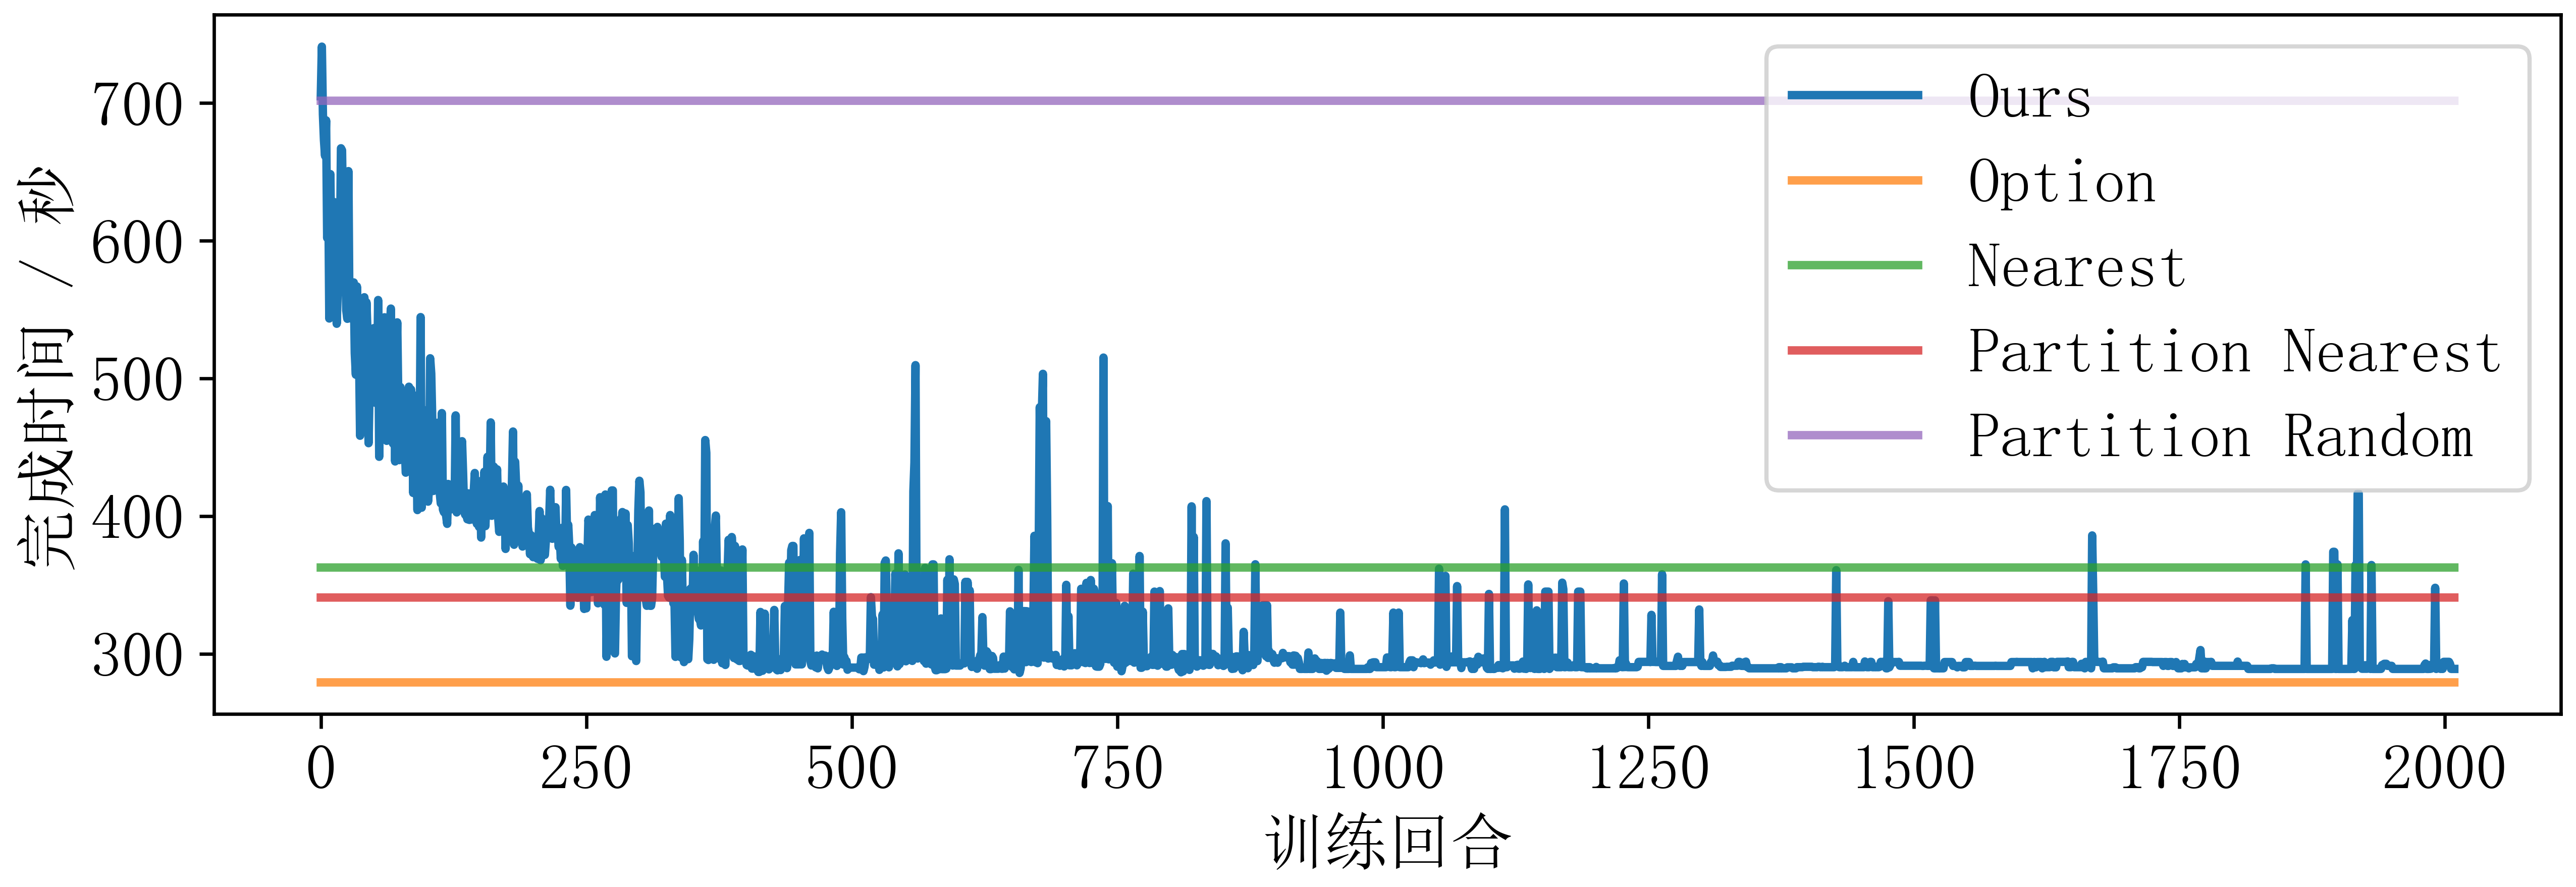 完成时间 / 秒
700
600
500
400
300
0 250 500 750 1000 1250 1500 1750 2000
训练回合
Ours
Option
Nearest
Partition Nearest
Partition Random